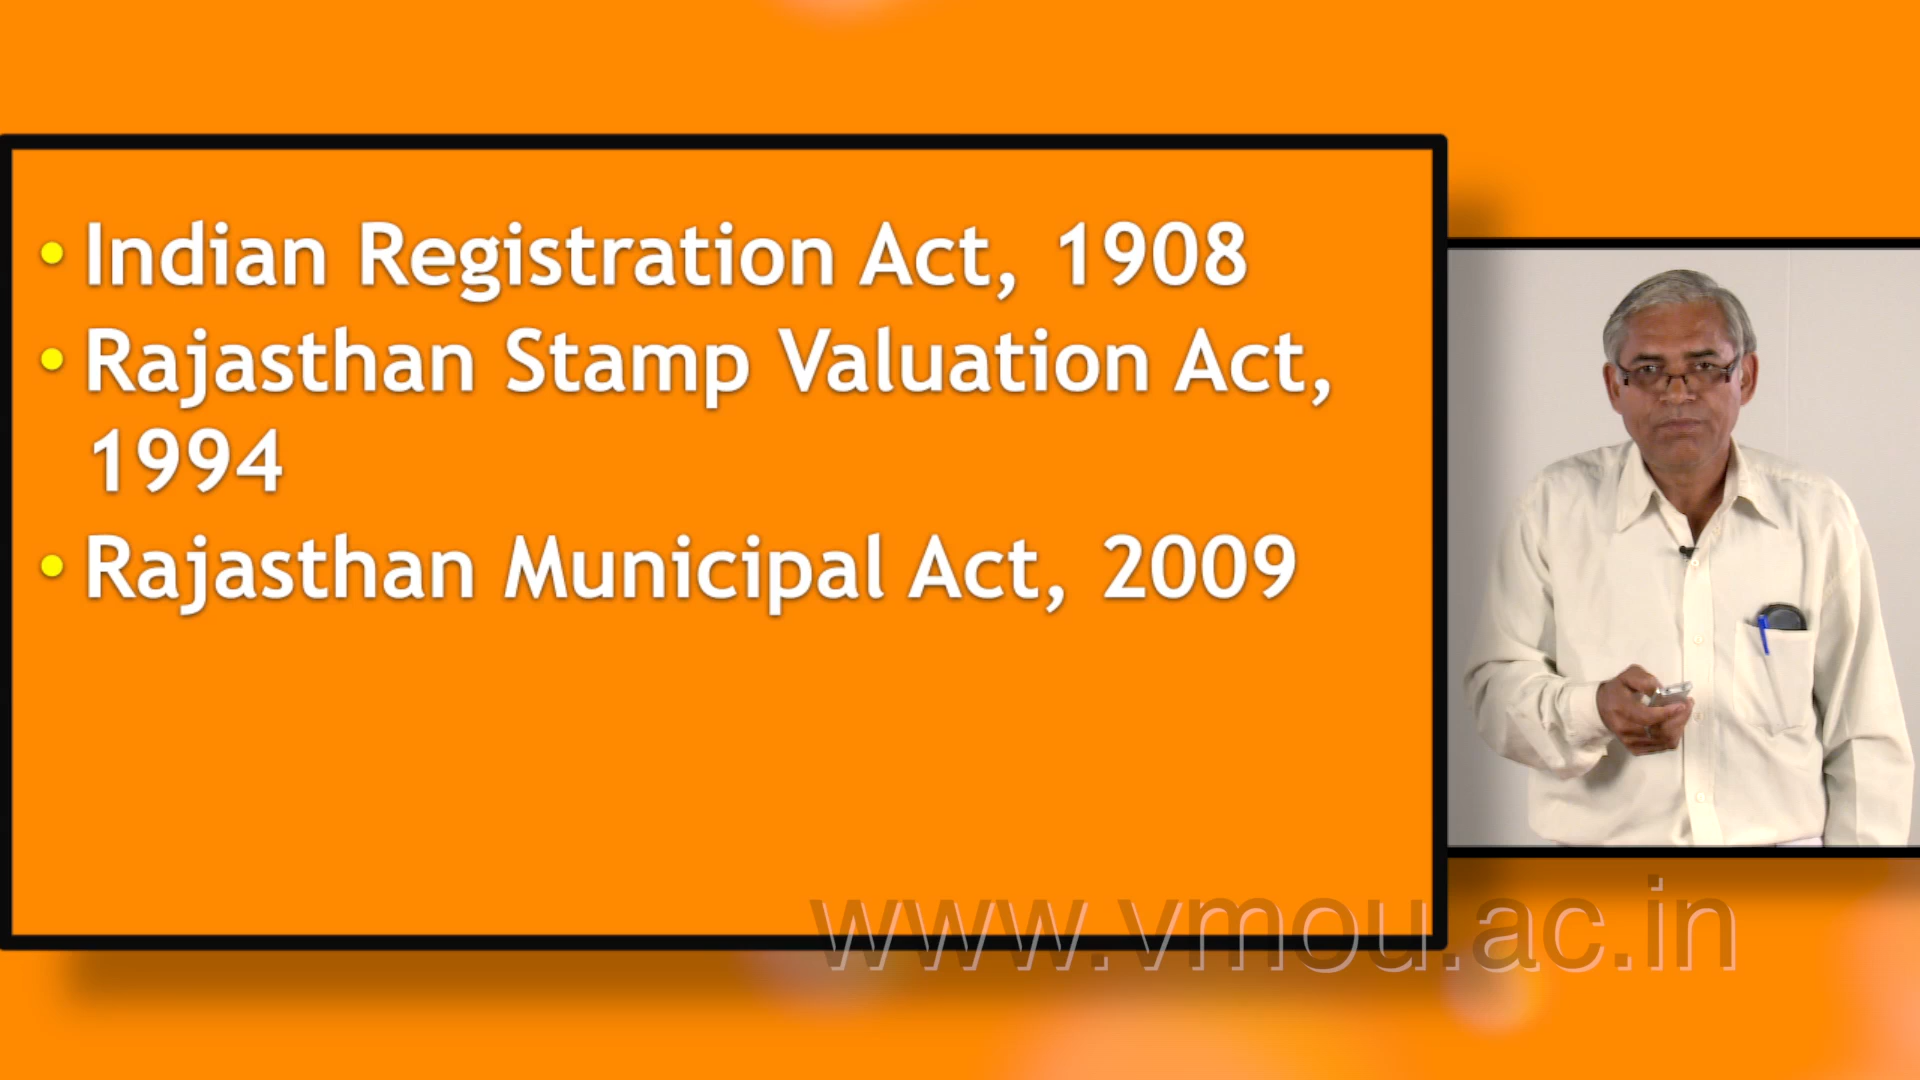 Indian Registration Act, 1908
Rajasthan Stamp Valuation Act,
1994
Rajasthan Municipal Act, 2009
www.vmou.ac.in